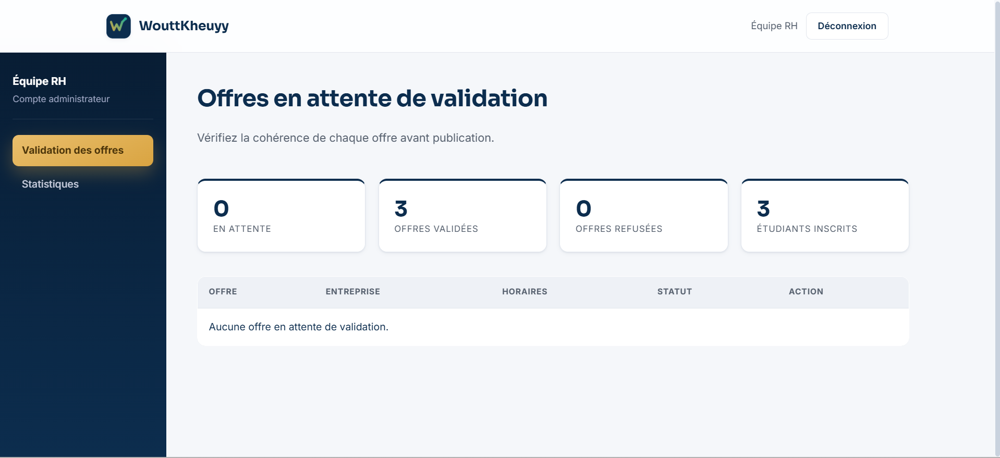 WouttKheuyy
Équipe RH
Déconnexion
Équipe RH
Compte administrateur
Validation des offres
Statistiques
Offres en attente de validation
Vérifiez la cohérence de chaque offre avant publication.
0
EN ATTENTE
3
OFFRES VALIDÉES
0
OFFRES REFUSÉES
3
ÉTUDIANTS INSCRITS
OFFRE ENTREPRISE HORAIRES STATUT ACTION
Aucune offre en attente de validation.